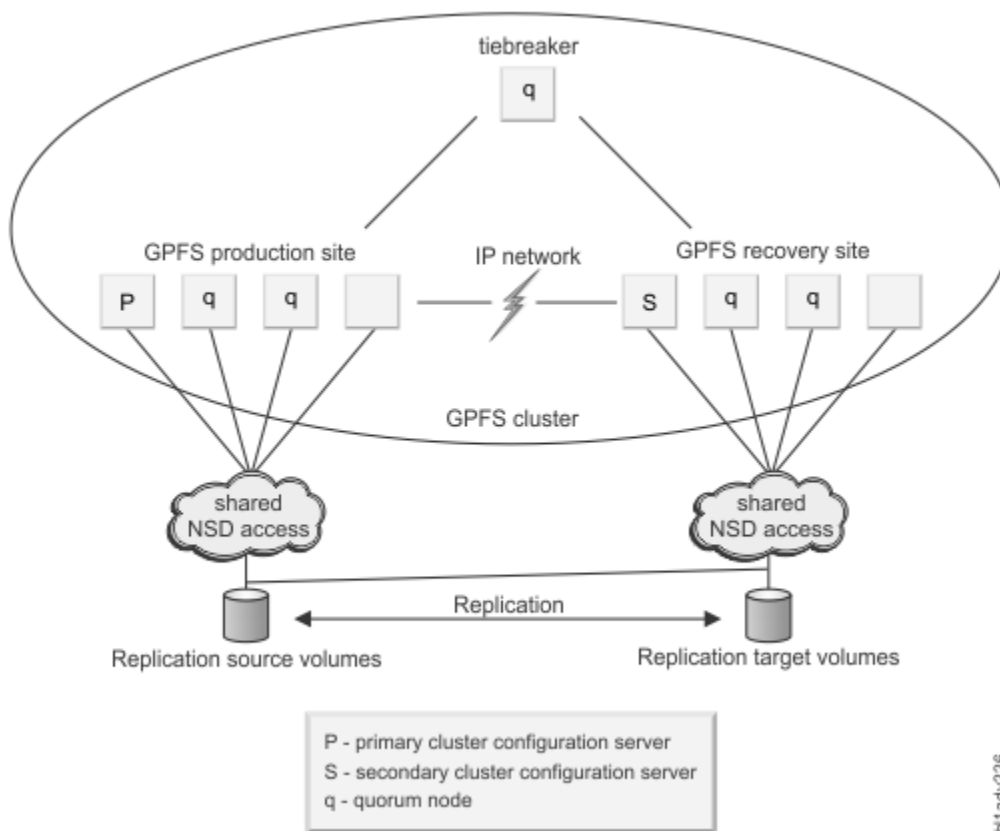 tiebreaker
q
GPFS production site
IP network
GPFS recovery site
P
q
q
S
q
q
GPFS cluster
shared
NSD access
shared
NSD access
Replication
Replication source volumes
Replication target volumes
P - primary cluster configuration server
S - secondary cluster configuration server
q - quorum node